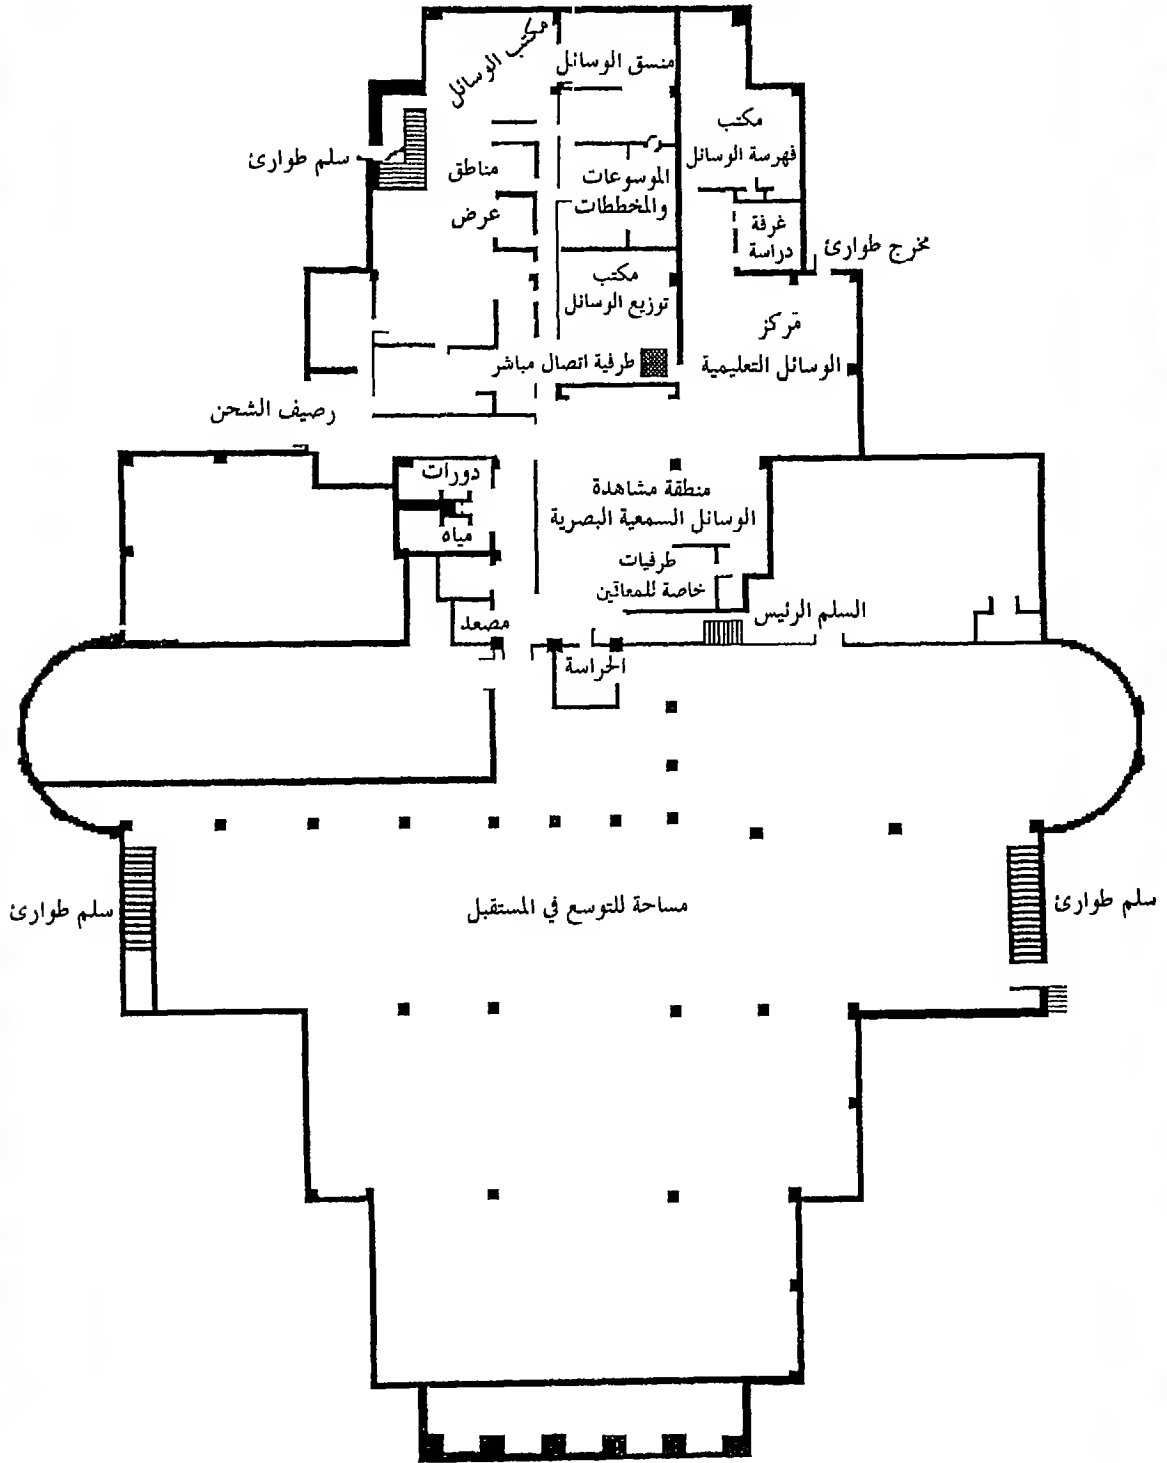 مكتب الوسائل
منسق الوسائل
مكتب
فهرسة الوسائل
سلم طوارئ
مناطق
عرض
الموسوعات
والمخططات
غرفة
دراسة
مخرج طوارئ
مكتب
توزيع الوسائل
مركز
الوسائل التعليمية
طرفية اتصال مباشر
رصيف الشحن
دورات
مياه
منطقة مشاهدة
الوسائل السمعية البصرية
طرفيات
خاصة للمعاقين
السلم الرئيس
مصعد
الحراسة
سلم طوارئ
مساحة للتوسع في المستقبل
سلم طوارئ